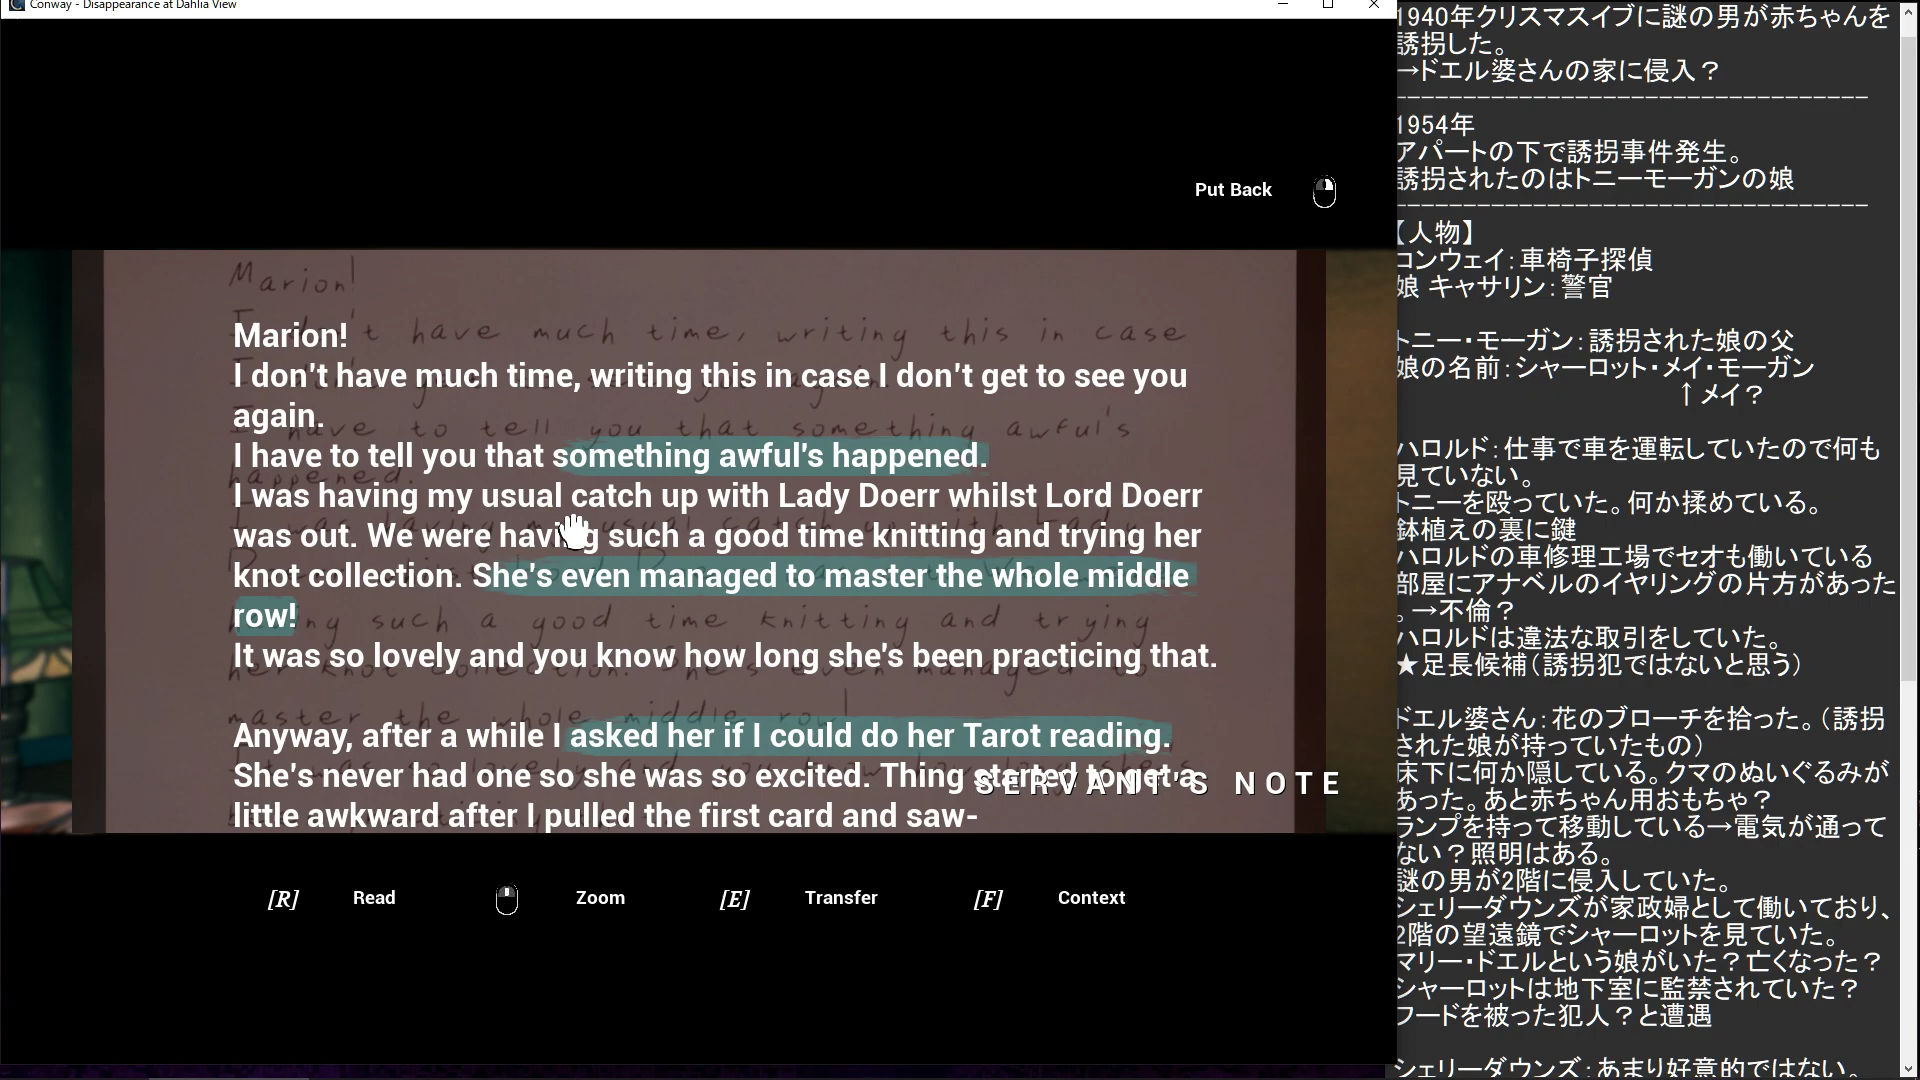 Conway - Disappearance at Dahlia View
Put Back
Marion!
I don't have much time, writing this in case I don't get to see you
again.
I have to tell you that something awful's happened.
I was having my usual catch up with Lady Doerr whilst Lord Doerr
was out. We were having such a good time knitting and trying her
knot collection. She's even managed to master the whole middle
row!
It was so lovely and you know how long she's been practicing that.
Anyway, after a while I asked her if I could do her Tarot reading.
She's never had one so she was so excited. Thing started to get a
little awkward after I pulled the first card and saw-
SERVANT'S NOTE
[R] Read
Zoom
[E] Transfer
[F] Context
1940年クリスマスイブに謎の男が赤ちゃんを
誘拐した。
→ドエル婆さんの家に侵入？
-----------------------------------
1954年
アパートの下で誘拐事件発生。
誘拐されたのはトニーモーガンの娘
-----------------------------------
【人物】
コンウェイ：車椅子探偵
娘 キャサリン：警官
トニー・モーガン：誘拐された娘の父
娘の名前：シャーロット・メイ・モーガン
↑メイ？
ハロルド：仕事で車を運転していたので何も
見ていない。
トニーを殴っていた。何か揉めている。
鉢植えの裏に鍵
ハロルドの車修理工場でセオも働いている
部屋にアナベルのイヤリングの片方があった
。→不倫？
ハロルドは違法な取引をしていた。
★足長候補（誘拐犯ではないと思う）
ドエル婆さん：花のブローチを拾った。（誘拐
された娘が持っていたもの）
床下に何か隠している。クマのぬいぐるみが
あった。あと赤ちゃん用おもちゃ？
ランプを持って移動している→電気が通って
ない？照明はある。
謎の男が2階に侵入していた。
シェリーダウンズが家政婦として働いており、
2階の望遠鏡でシャーロットを見ていた。
マリー・ドエルという娘がいた？亡くなった？
シャーロットは地下室に監禁されていた？
フードを被った犯人？と遭遇
シェリーダウンズ：あまり好意的ではない。